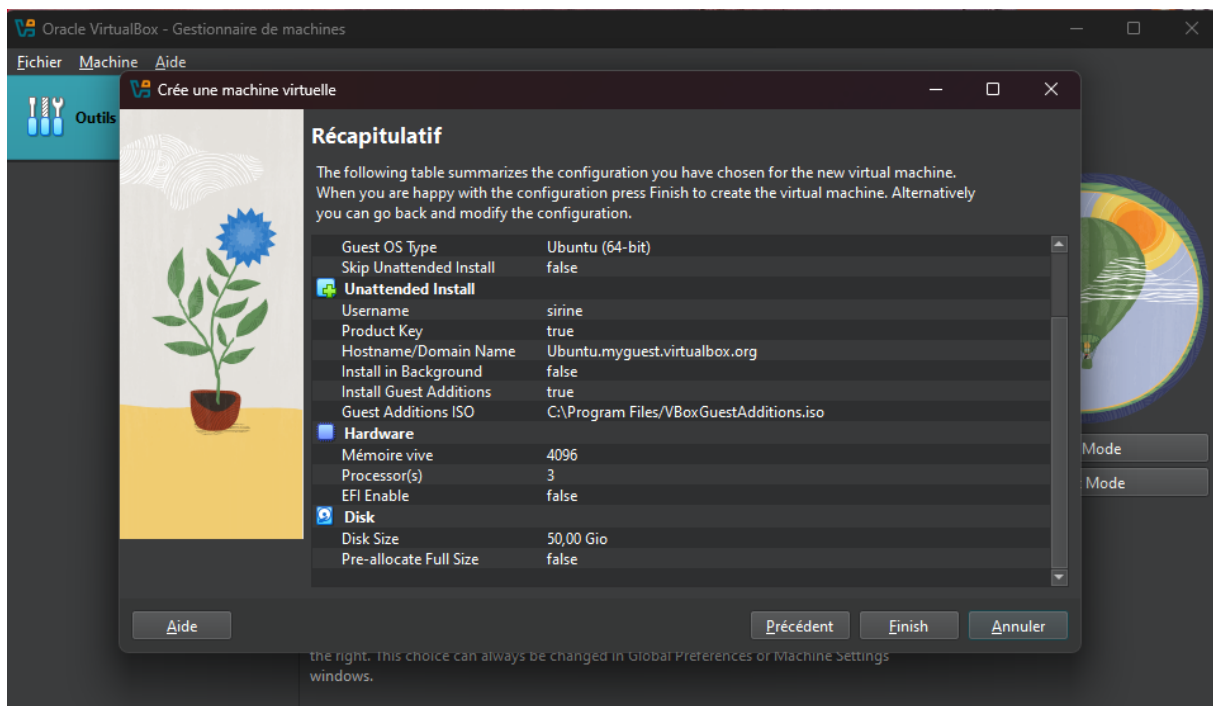 Oracle VirtualBox - Gestionnaire de machines
Fichier Machine Aide
Outils
Crée une machine virtuelle
Récapitulatif
The following table summarizes the configuration you have chosen for the new virtual machine.
When you are happy with the configuration press Finish to create the virtual machine. Alternatively
you can go back and modify the configuration.
Guest OS Type Ubuntu (64-bit)
Skip Unattended Install false
Unattended Install
Username sirine
Product Key true
Hostname/Domain Name Ubuntu.myguest.virtualbox.org
Install in Background false
Install Guest Additions true
Guest Additions ISO C:\Program Files/VBoxGuestAdditions.iso
Hardware
Mémoire vive 4096
Processor(s) 3
EFI Enable false
Disk
Disk Size 50,00 Gio
Pre-allocate Full Size false
Mode
Mode
Aide Précédent Finish Annuler
the right. This choice can always be changed in Global Preferences or Machine Settings
windows.